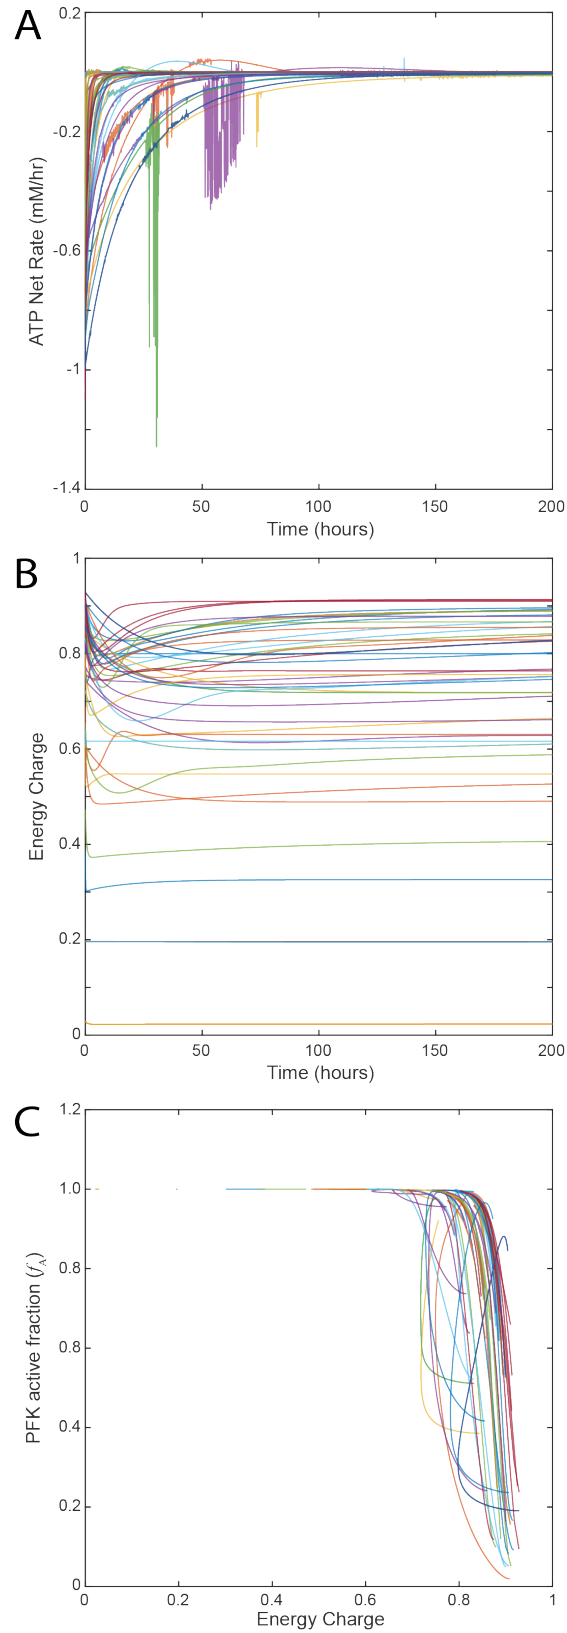 A
0.2
-0.2
-0.6
-1
-1.4
ATP Net Rate (mM/hr)
0 50 100 150 200
Time (hours)
B
1
0.8
0.6
0.4
0.2
0
Energy Charge
0 50 100 150 200
Time (hours)
C
1.2
1.0
0.8
0.8
0.4
0.2
0
PFK active fraction (fA)
0 0.2 0.4 0.6 0.8 1
Energy Charge